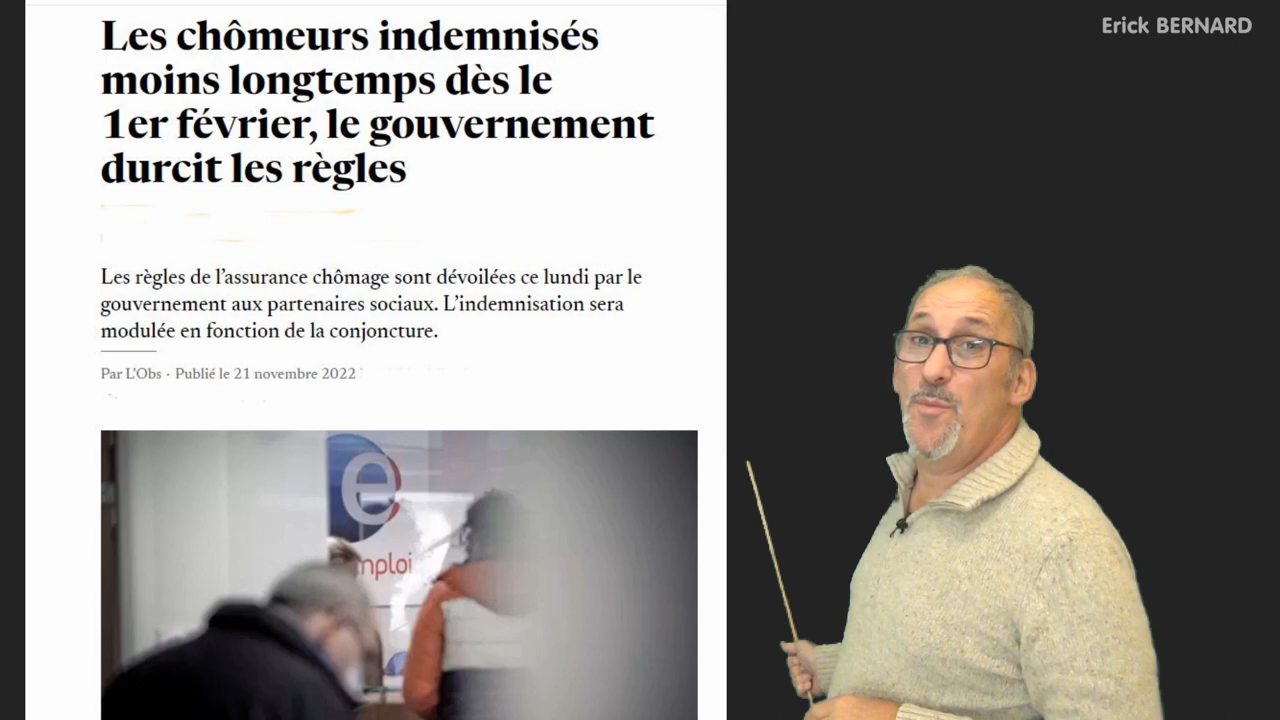 Erick BERNARD
Les chômeurs indemnisés
moins longtemps dès le
1er février, le gouvernement
durcit les règles
Les règles de l’assurance chômage sont dévoilées ce lundi par le
gouvernement aux partenaires sociaux. L’indemnisation sera
modulée en fonction de la conjoncture.
Par L’Obs · Publié le 21 novembre 2022
e
mploi